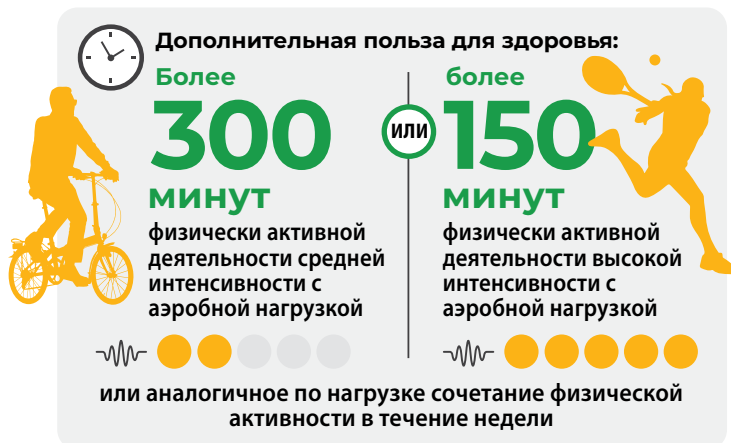 Дополнительная польза для здоровья:
Более
300
минут
физически активной
деятельности средней
интенсивности с
аэробной нагрузкой
ИЛИ
более
150
минут
физически активной
деятельности высокой
интенсивности с
аэробной нагрузкой
или аналогичное по нагрузке сочетание физической
активности в течение недели